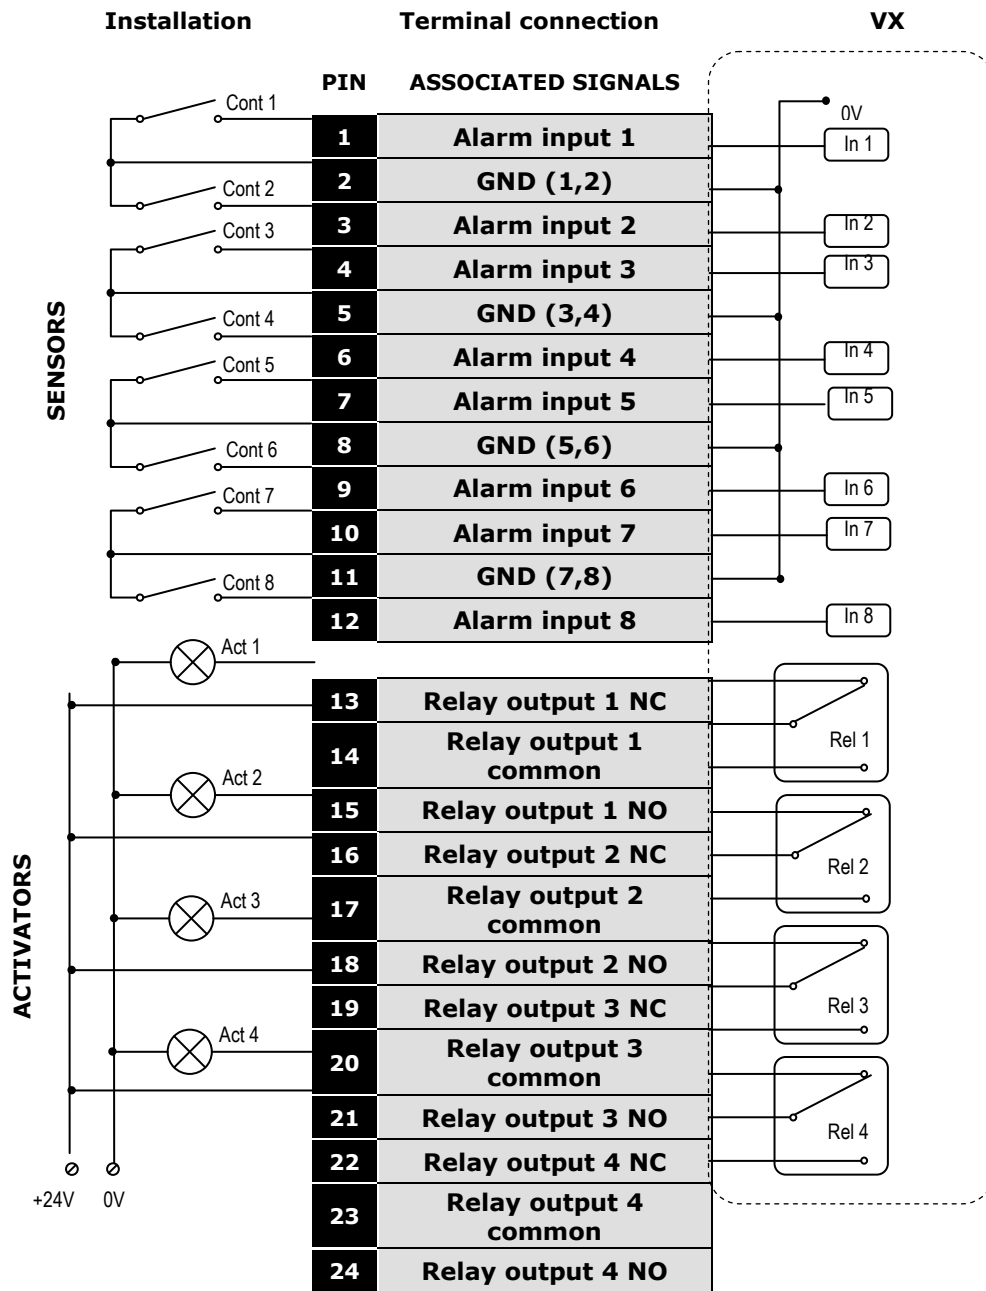 Installation Terminal connection VX
PIN ASSOCIATED SIGNALS
Cont 1
0V
1 Alarm input 1 In 1
2 GND (1,2)
Cont 2
3 Alarm input 2 In 2
Cont 3
4 Alarm input 3 In 3
5 GND (3,4)
Cont 4
6 Alarm input 4 In 4
Cont 5
7 Alarm input 5 In 5
8 GND (5,6)
Cont 6
9 Alarm input 6 In 6
Cont 7
10 Alarm input 7 In 7
11 GND (7,8)
Cont 8
12 Alarm input 8 In 8
SENSORS
Act 1
13 Relay output 1 NC
14 Relay output 1
common
Rel 1
Act 2
15 Relay output 1 NO
16 Relay output 2 NC
Rel 2
17 Relay output 2
common
Act 3
18 Relay output 2 NO
19 Relay output 3 NC
Rel 3
Act 4
20 Relay output 3
common
21 Relay output 3 NO
Rel 4
22 Relay output 4 NC
23 Relay output 4
common
24 Relay output 4 NO
ACTIVATORS
+24V 0V